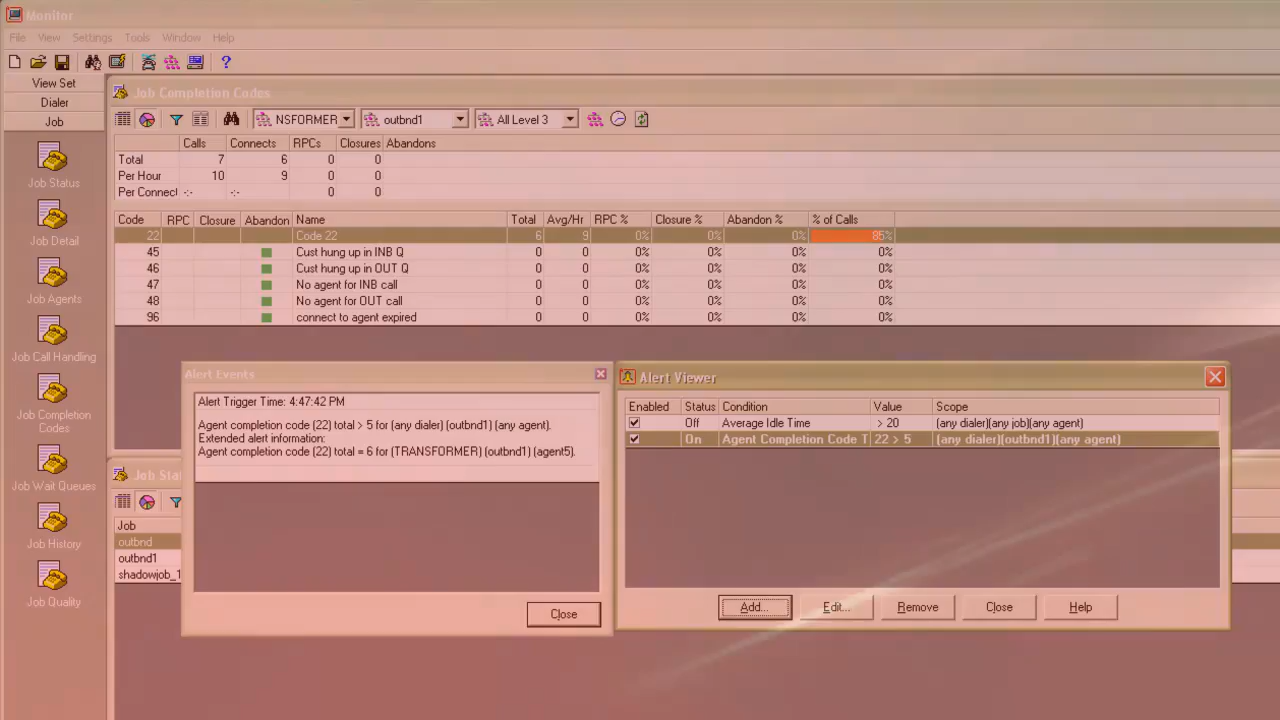 Monitor
File View Settings Tools Window Help
View Set
Dialer
Job
Job Status
Job Detail
Job Agents
Job Call Handling
Job Completion
Codes
Job Wait Queues
Job History
Job Quality
Job Completion Codes
NSFORMER outbnd1 All Level 3
Calls Connects RPCs Closures Abandons
Total 7 6 0 0
Per Hour 10 9 0 0
Per Connect -:- -:- 0 0
Code RPC Closure Abandon Name Total Avg/Hr RPC % Closure % Abandon % % of Calls
22 Code 22 6 9 0% 0% 0% 85%
45 Cust hung up in INB Q 0 0 0% 0% 0% 0%
46 Cust hung up in OUT Q 0 0 0% 0% 0% 0%
47 No agent for INB call 0 0 0% 0% 0% 0%
48 No agent for OUT call 0 0 0% 0% 0% 0%
96 connect to agent expired 0 0 0% 0% 0% 0%
Job Sta
Job
outbnd
outbnd1
shadowjob_1
Alert Events
Alert Trigger Time: 4:47:42 PM
Agent completion code (22) total > 5 for (any dialer) (outbnd1) (any agent).
Extended alert information:
Agent completion code (22) total = 6 for (TRANSFORMER) (outbnd1) (agent5).
Close
Alert Viewer
Enabled Status Condition Value Scope
Off Average Idle Time > 20 (any dialer)(any job)(any agent)
On Agent Completion Code T 22 > 5 (any dialer)(outbnd1)(any agent)
Add... Edit... Remove Close Help